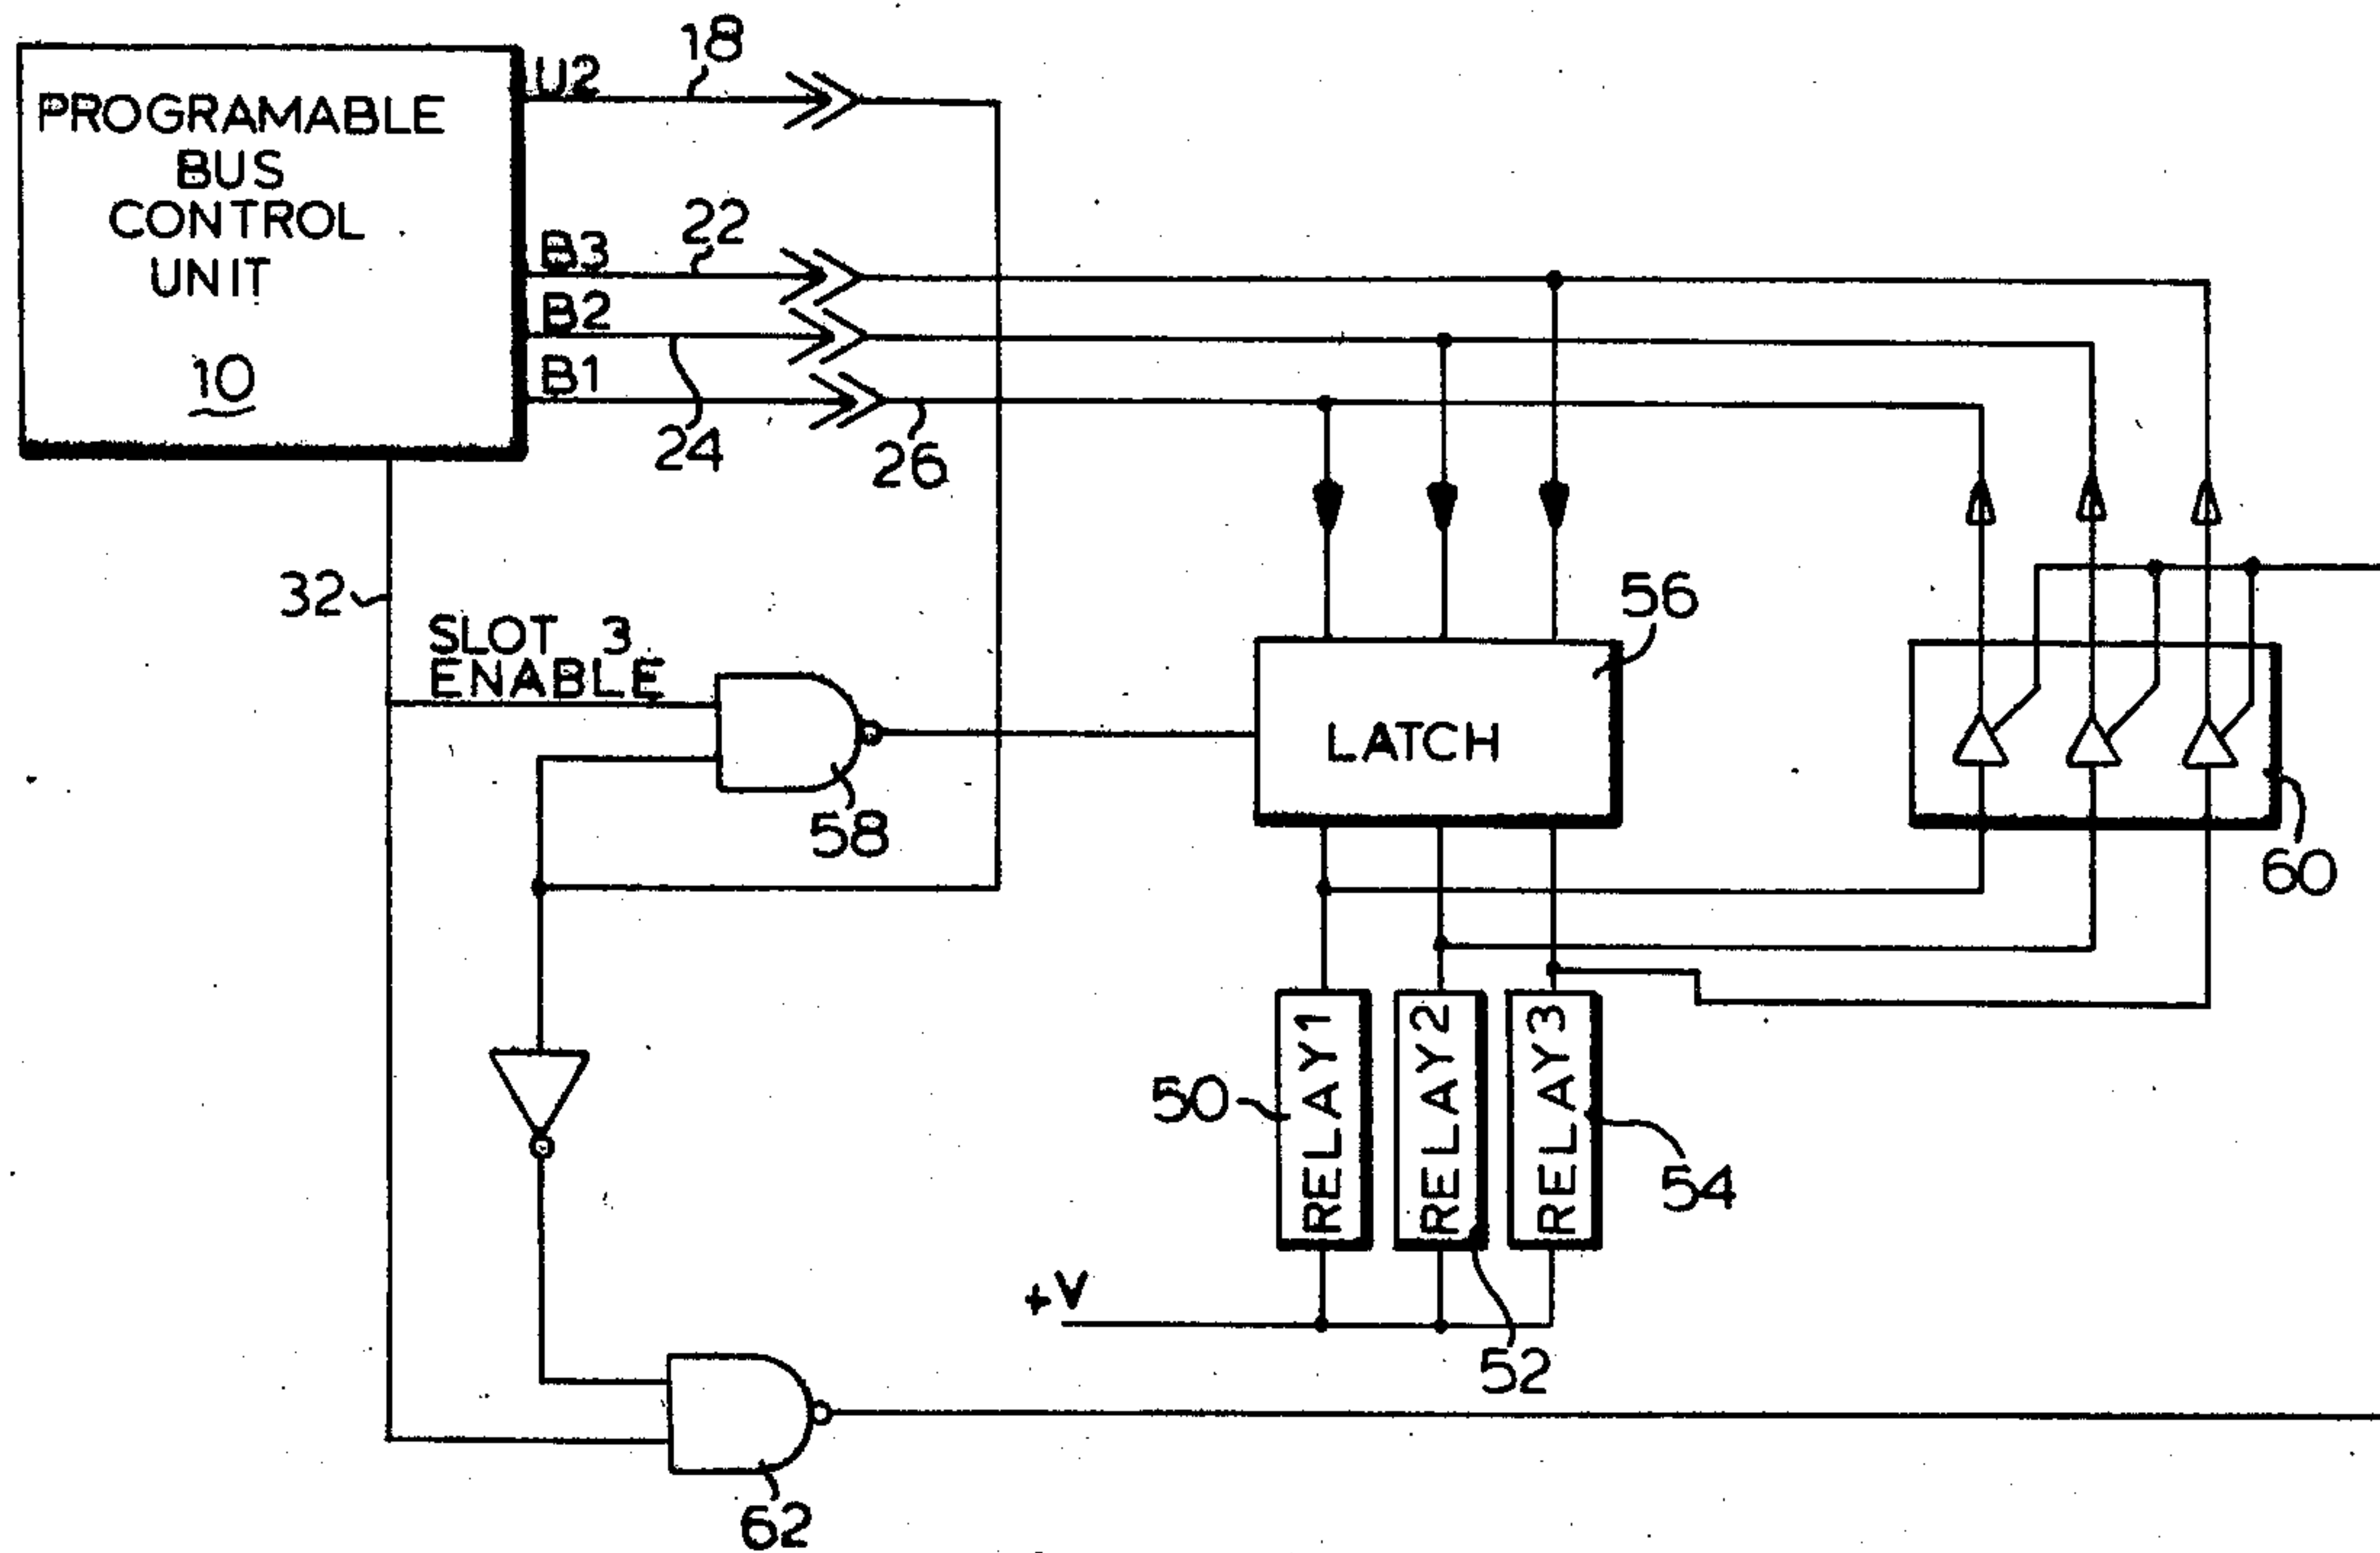 18
U2
PROGRAMABLE
BUS
CONTROL
UNIT
10
B3
22
B2
B1
24
26
32
SLOT 3
ENABLE
56
LATCH
58
60
RELAY1
RELAY2
RELAY3
50
54
+V
52
62